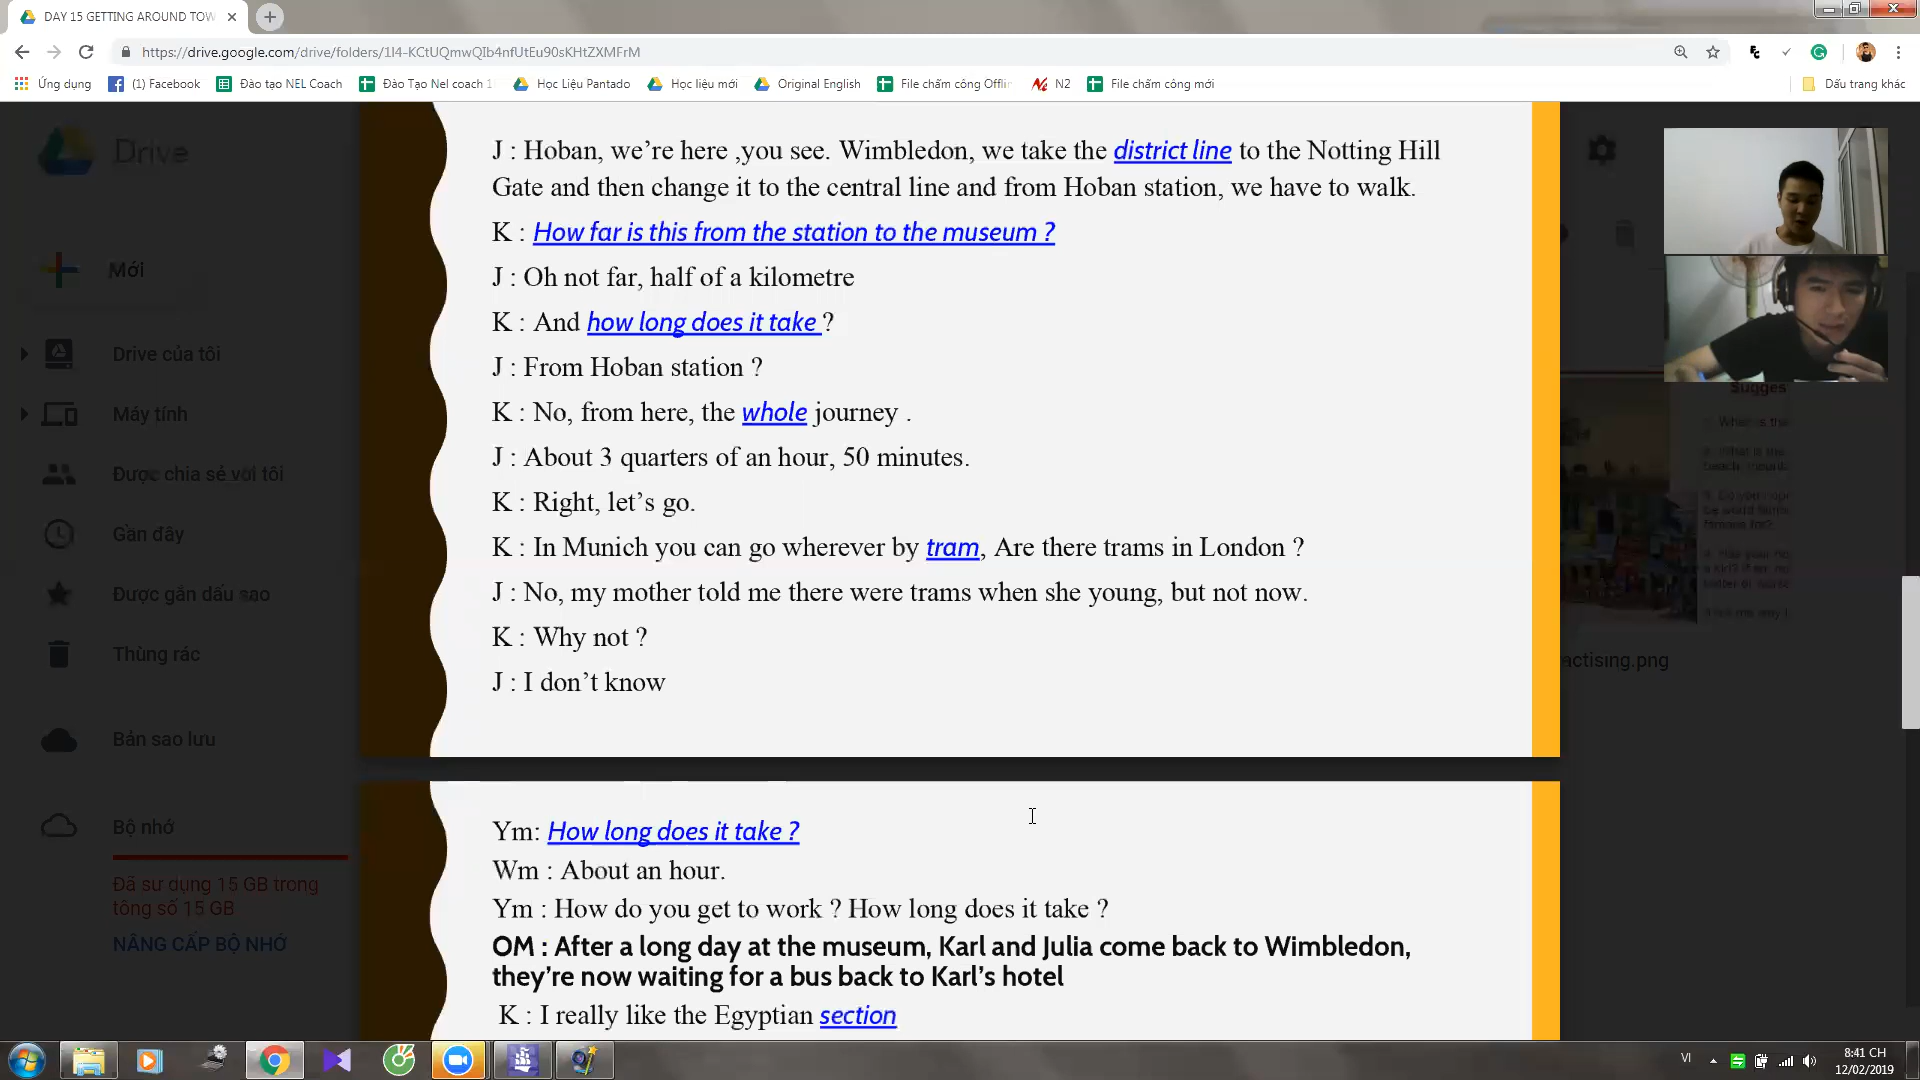 DAY 15 GETTING AROUND TOW
https://drive.google.com/drive/folders/1I4-KCtUQmwQIb4nfUtEu90sKHtZXMFrM
Ứng dụng (1) Facebook Đào tạo NEL Coach Đào Tạo Nel coach 1 Học Liệu Pantado Học liệu mới Original English File chấm công Offlin N2 File chấm công mới Dấu trang khác
Drive
Mới
Drive của tôi
Máy tính
Được chia sẻ với tôi
Gần đây
Được gắn dấu sao
Thùng rác
Bản sao lưu
Bộ nhớ
Đã sử dụng 15 GB trong
tổng số 15 GB
NÂNG CẤP BỘ NHỚ
J : Hoban, we’re here ,you see. Wimbledon, we take the district line to the Notting Hill
Gate and then change it to the central line and from Hoban station, we have to walk.
K : How far is this from the station to the museum ?
J : Oh not far, half of a kilometre
K : And how long does it take ?
J : From Hoban station ?
K : No, from here, the whole journey .
J : About 3 quarters of an hour, 50 minutes.
K : Right, let’s go.
K : In Munich you can go wherever by tram, Are there trams in London ?
J : No, my mother told me there were trams when she young, but not now.
K : Why not ?
J : I don’t know
Ym: How long does it take ?
Wm : About an hour.
Ym : How do you get to work ? How long does it take ?
OM : After a long day at the museum, Karl and Julia come back to Wimbledon,
they’re now waiting for a bus back to Karl’s hotel
K : I really like the Egyptian section
Sugges
actising.png
VI
8:41 CH
12/02/2019